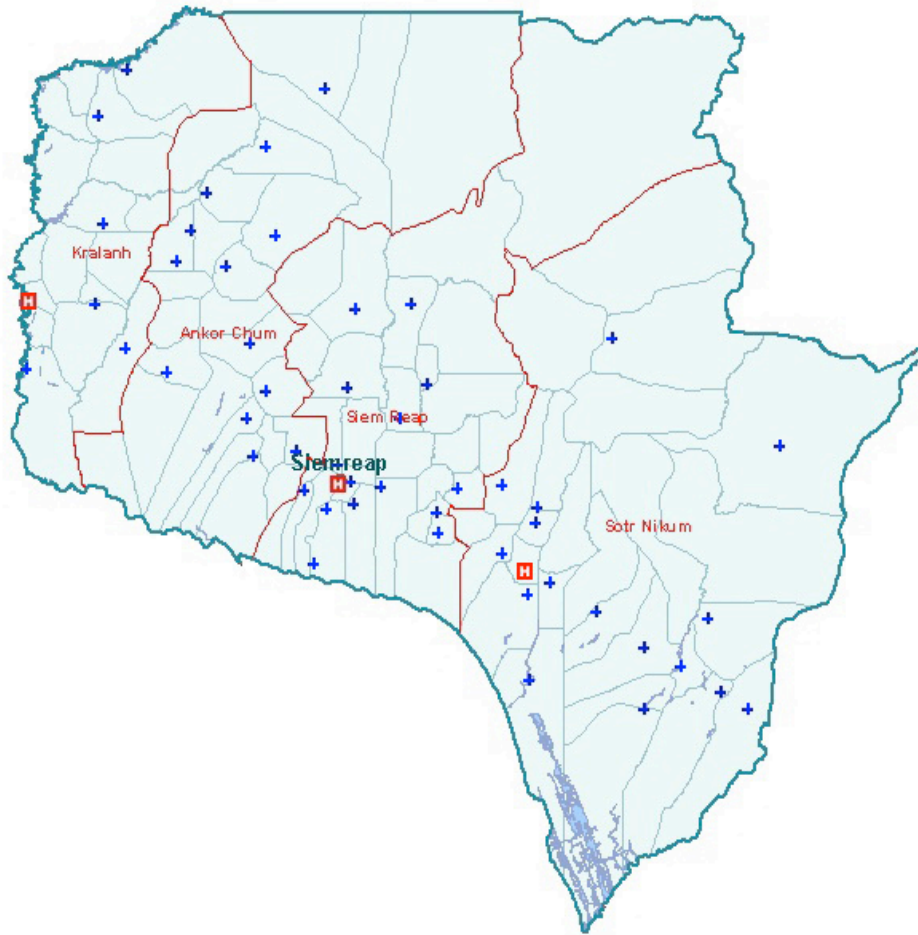 Kralanh
H
Ankor Chum
Siem Reap
Siemreap
H
Sotr Nikum
H